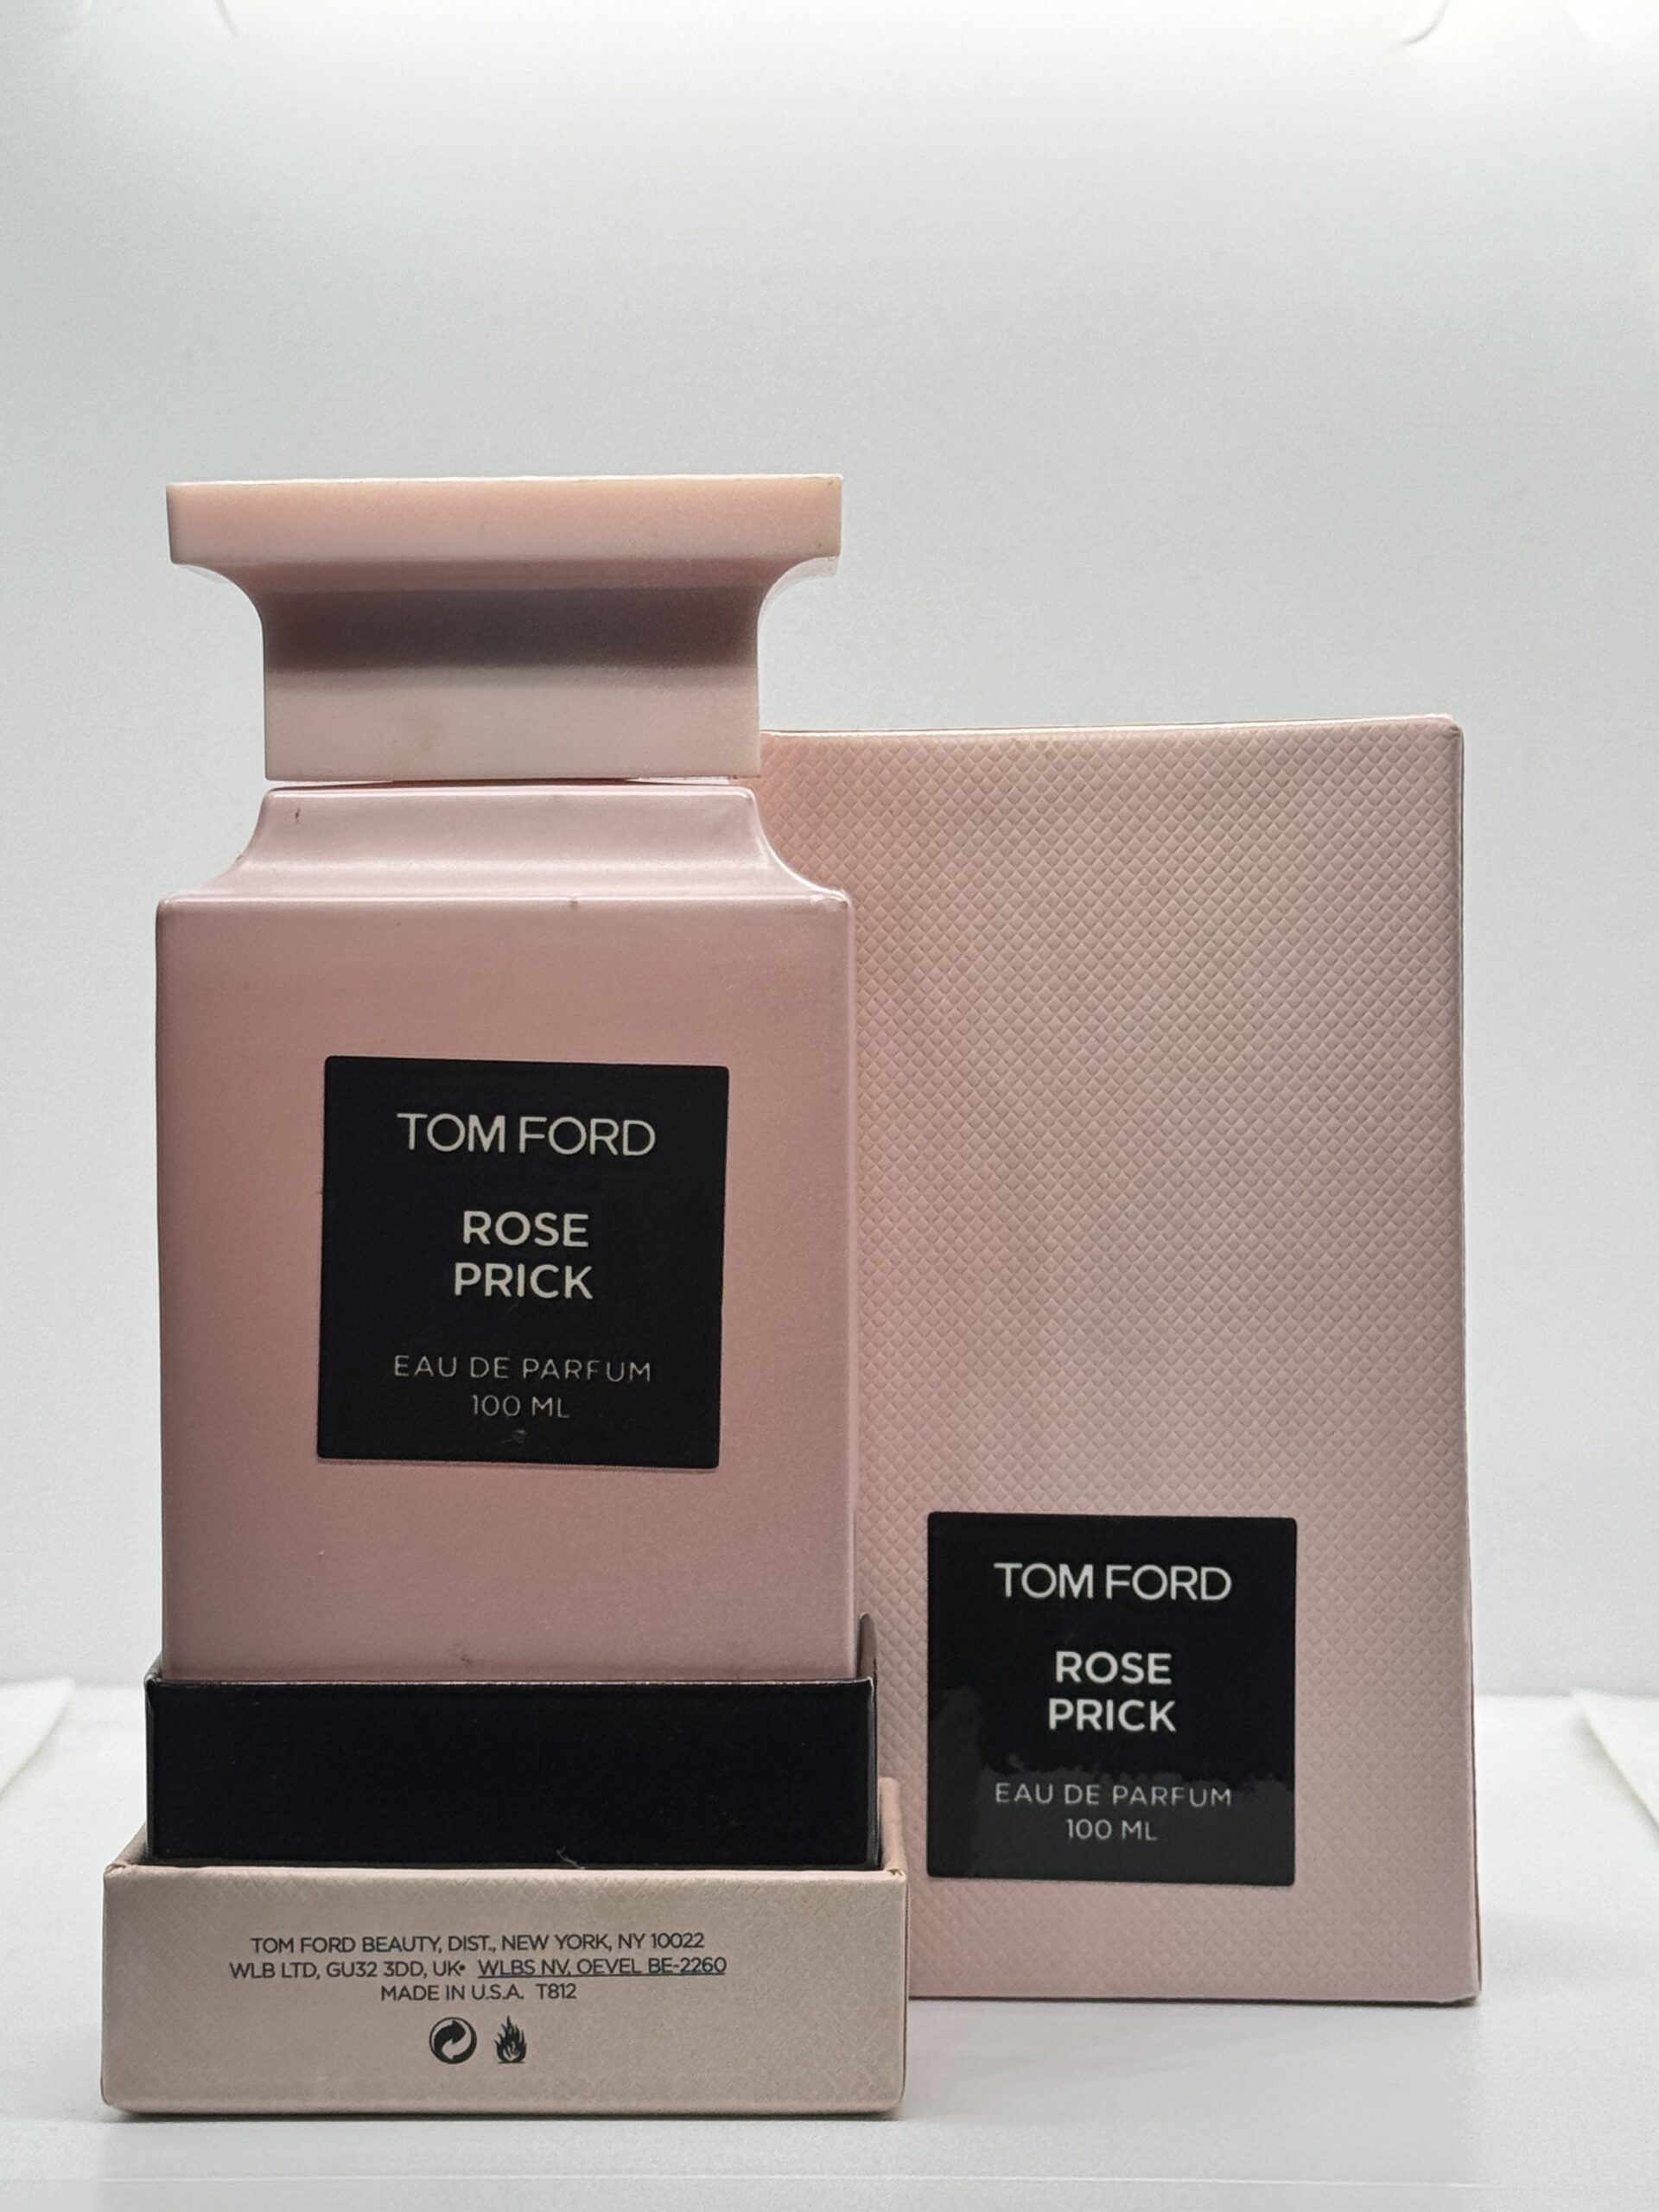 TOM FORD
ROSE
PRICK
EAU DE PARFUM
100 ML
TOM FORD
ROSE
PRICK
EAU DE PARFUM
100 ML
TOM FORD BEAUTY, DIST., NEW YORK, NY 10022
WLB LTD, GU32 3DD, UK• WLBS NV, OEVEL BE-2260
MADE IN U.S.A. T812